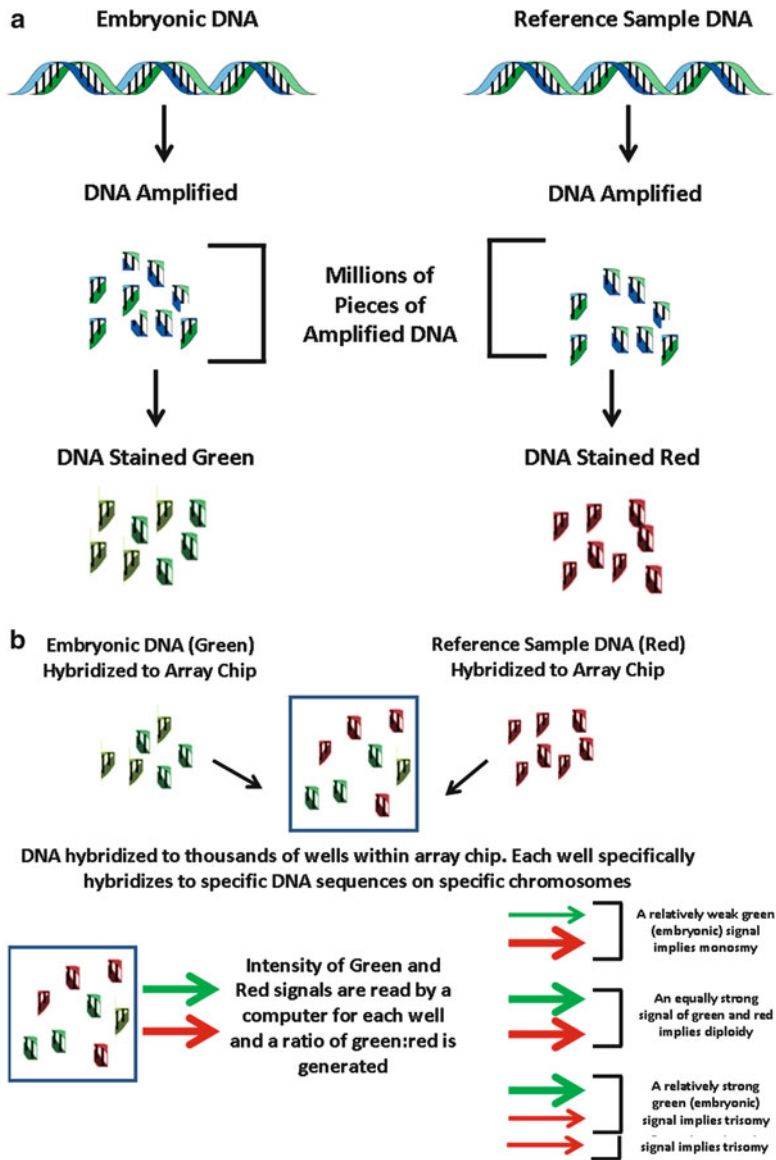 a
Embryonic DNA
Reference Sample DNA
DNA Amplified
DNA Amplified
Millions of
Pieces of
Amplified DNA
DNA Stained Green
DNA Stained Red
b
Embryonic DNA (Green)
Hybridized to Array Chip
Reference Sample DNA (Red)
Hybridized to Array Chip
DNA hybridized to thousands of wells within array chip. Each well specifically
hybridizes to specific DNA sequences on specific chromosomes
Intensity of Green and
Red signals are read by a
computer for each well
and a ratio of green:red is
generated
A relatively weak green
(embryonic) signal
implies monosmy
An equally strong
signal of green and red
implies diploidy
A relatively strong
green (embryonic)
signal implies trisomy
signal implies trisomy